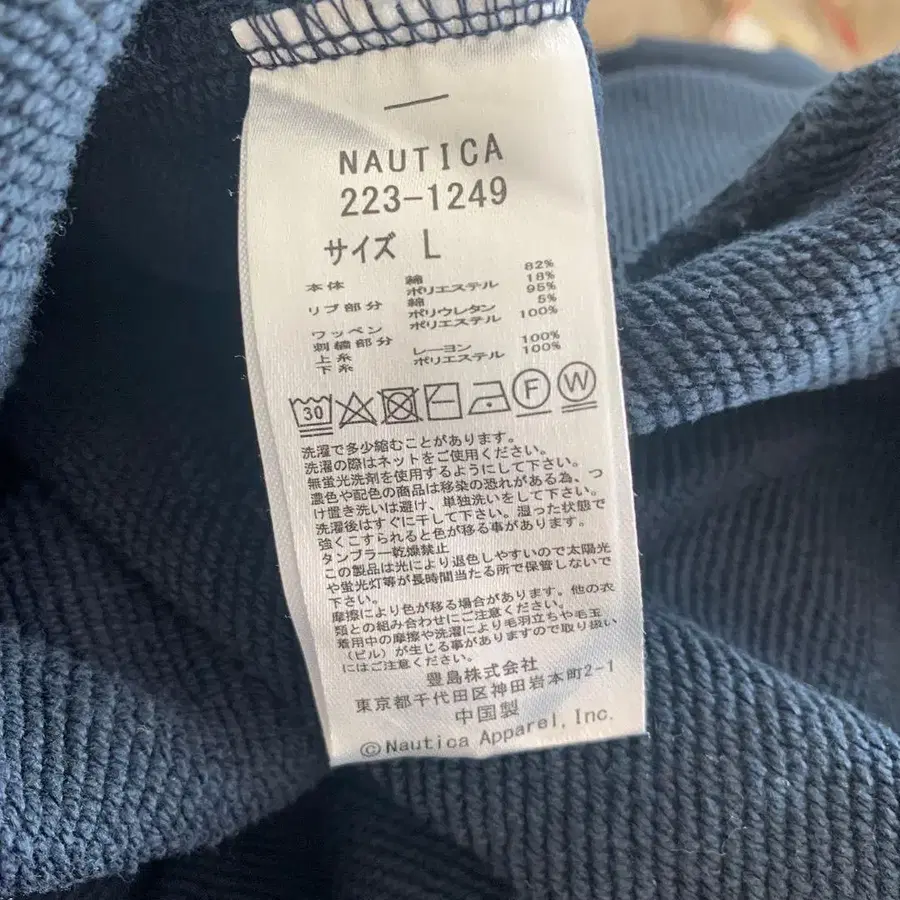 NAUTICA
223-1249
サイズ L
本体 綿 82%
ポリエステル 18%
リブ部分 綿 95%
ポリウレタン 5%
ワッペン ポリエステル 100%
刺繍部分
上糸 レーヨン 100%
下糸 ポリエステル 100%
30 F W
洗濯で多少縮むことがあります。
洗濯の際はネットをご使用ください。
無蛍光洗剤を使用するようにして下さい。
濃色や配色の商品は移染の恐れがある為、つ
け置き洗いは避け、単独洗いをして下さい。
洗濯後はすぐに干して下さい。湿った状態で
強くこすられると色が移る事があります。
タンブラー乾燥禁止
この製品は光により退色しやすいので太陽光
や蛍光灯等が長時間当たる所で保管しないで
下さい。
摩擦により色が移る場合があります。他の衣
類との組み合わせにご注意ください。
着用中の摩擦や洗濯により毛羽立ちや毛玉
(ピル)が生じる事がありますので取り扱い
にはご注意ください。
豊島株式会社
東京都千代田区神田岩本町2-1
中国製
©Nautica Apparel, Inc.